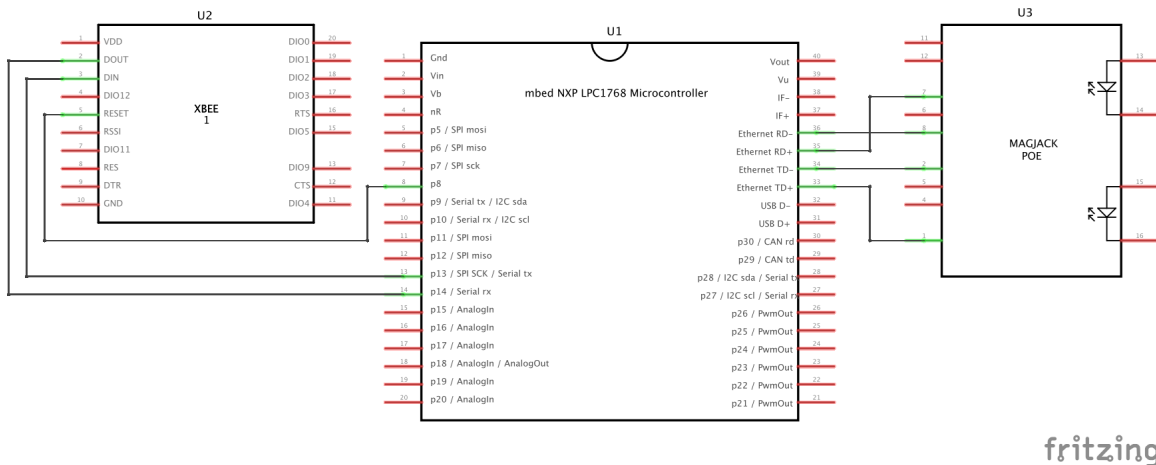 U2
1 VDD
2 DOUT
3 DIN
4 DIO12
5 RESET
6 RSSI
7 DIO11
8 RES
9 DTR
10 GND
XBEE
1
DIO0 20
DIO1 19
DIO2 18
DIO3 17
RTS 16
DIO5 15
DIO9 13
CTS 12
DIO4 11
U1
mbed NXP LPC1768 Microcontroller
1 Gnd
2 Vin
3 Vb
4 nR
5 p5 / SPI mosi
6 p6 / SPI miso
7 p7 / SPI sck
8 p8
9 p9 / Serial tx / I2C sda
10 p10 / Serial rx / I2C scl
11 p11 / SPI mosi
12 p12 / SPI miso
13 p13 / SPI SCK / Serial tx
14 p14 / Serial rx
15 p15 / AnalogIn
16 p16 / AnalogIn
17 p17 / AnalogIn
18 p18 / AnalogIn / AnalogOut
19 p19 / AnalogIn
20 p20 / AnalogIn
Vout 40
Vu 39
IF- 38
IF+ 37
Ethernet RD- 36
Ethernet RD+ 35
Ethernet TD- 34
Ethernet TD+ 33
USB D- 32
USB D+ 31
p30 / CAN rd 30
p29 / CAN td 29
p28 / I2C sda / Serial tx 28
p27 / I2C scl / Serial rx 27
p26 / PwmOut 26
p25 / PwmOut 25
p24 / PwmOut 24
p23 / PwmOut 23
p22 / PwmOut 22
p21 / PwmOut 21
U3
11
12
7
6
8
2
5
4
1
MAGJACK
POE
13
14
15
16
fritzing